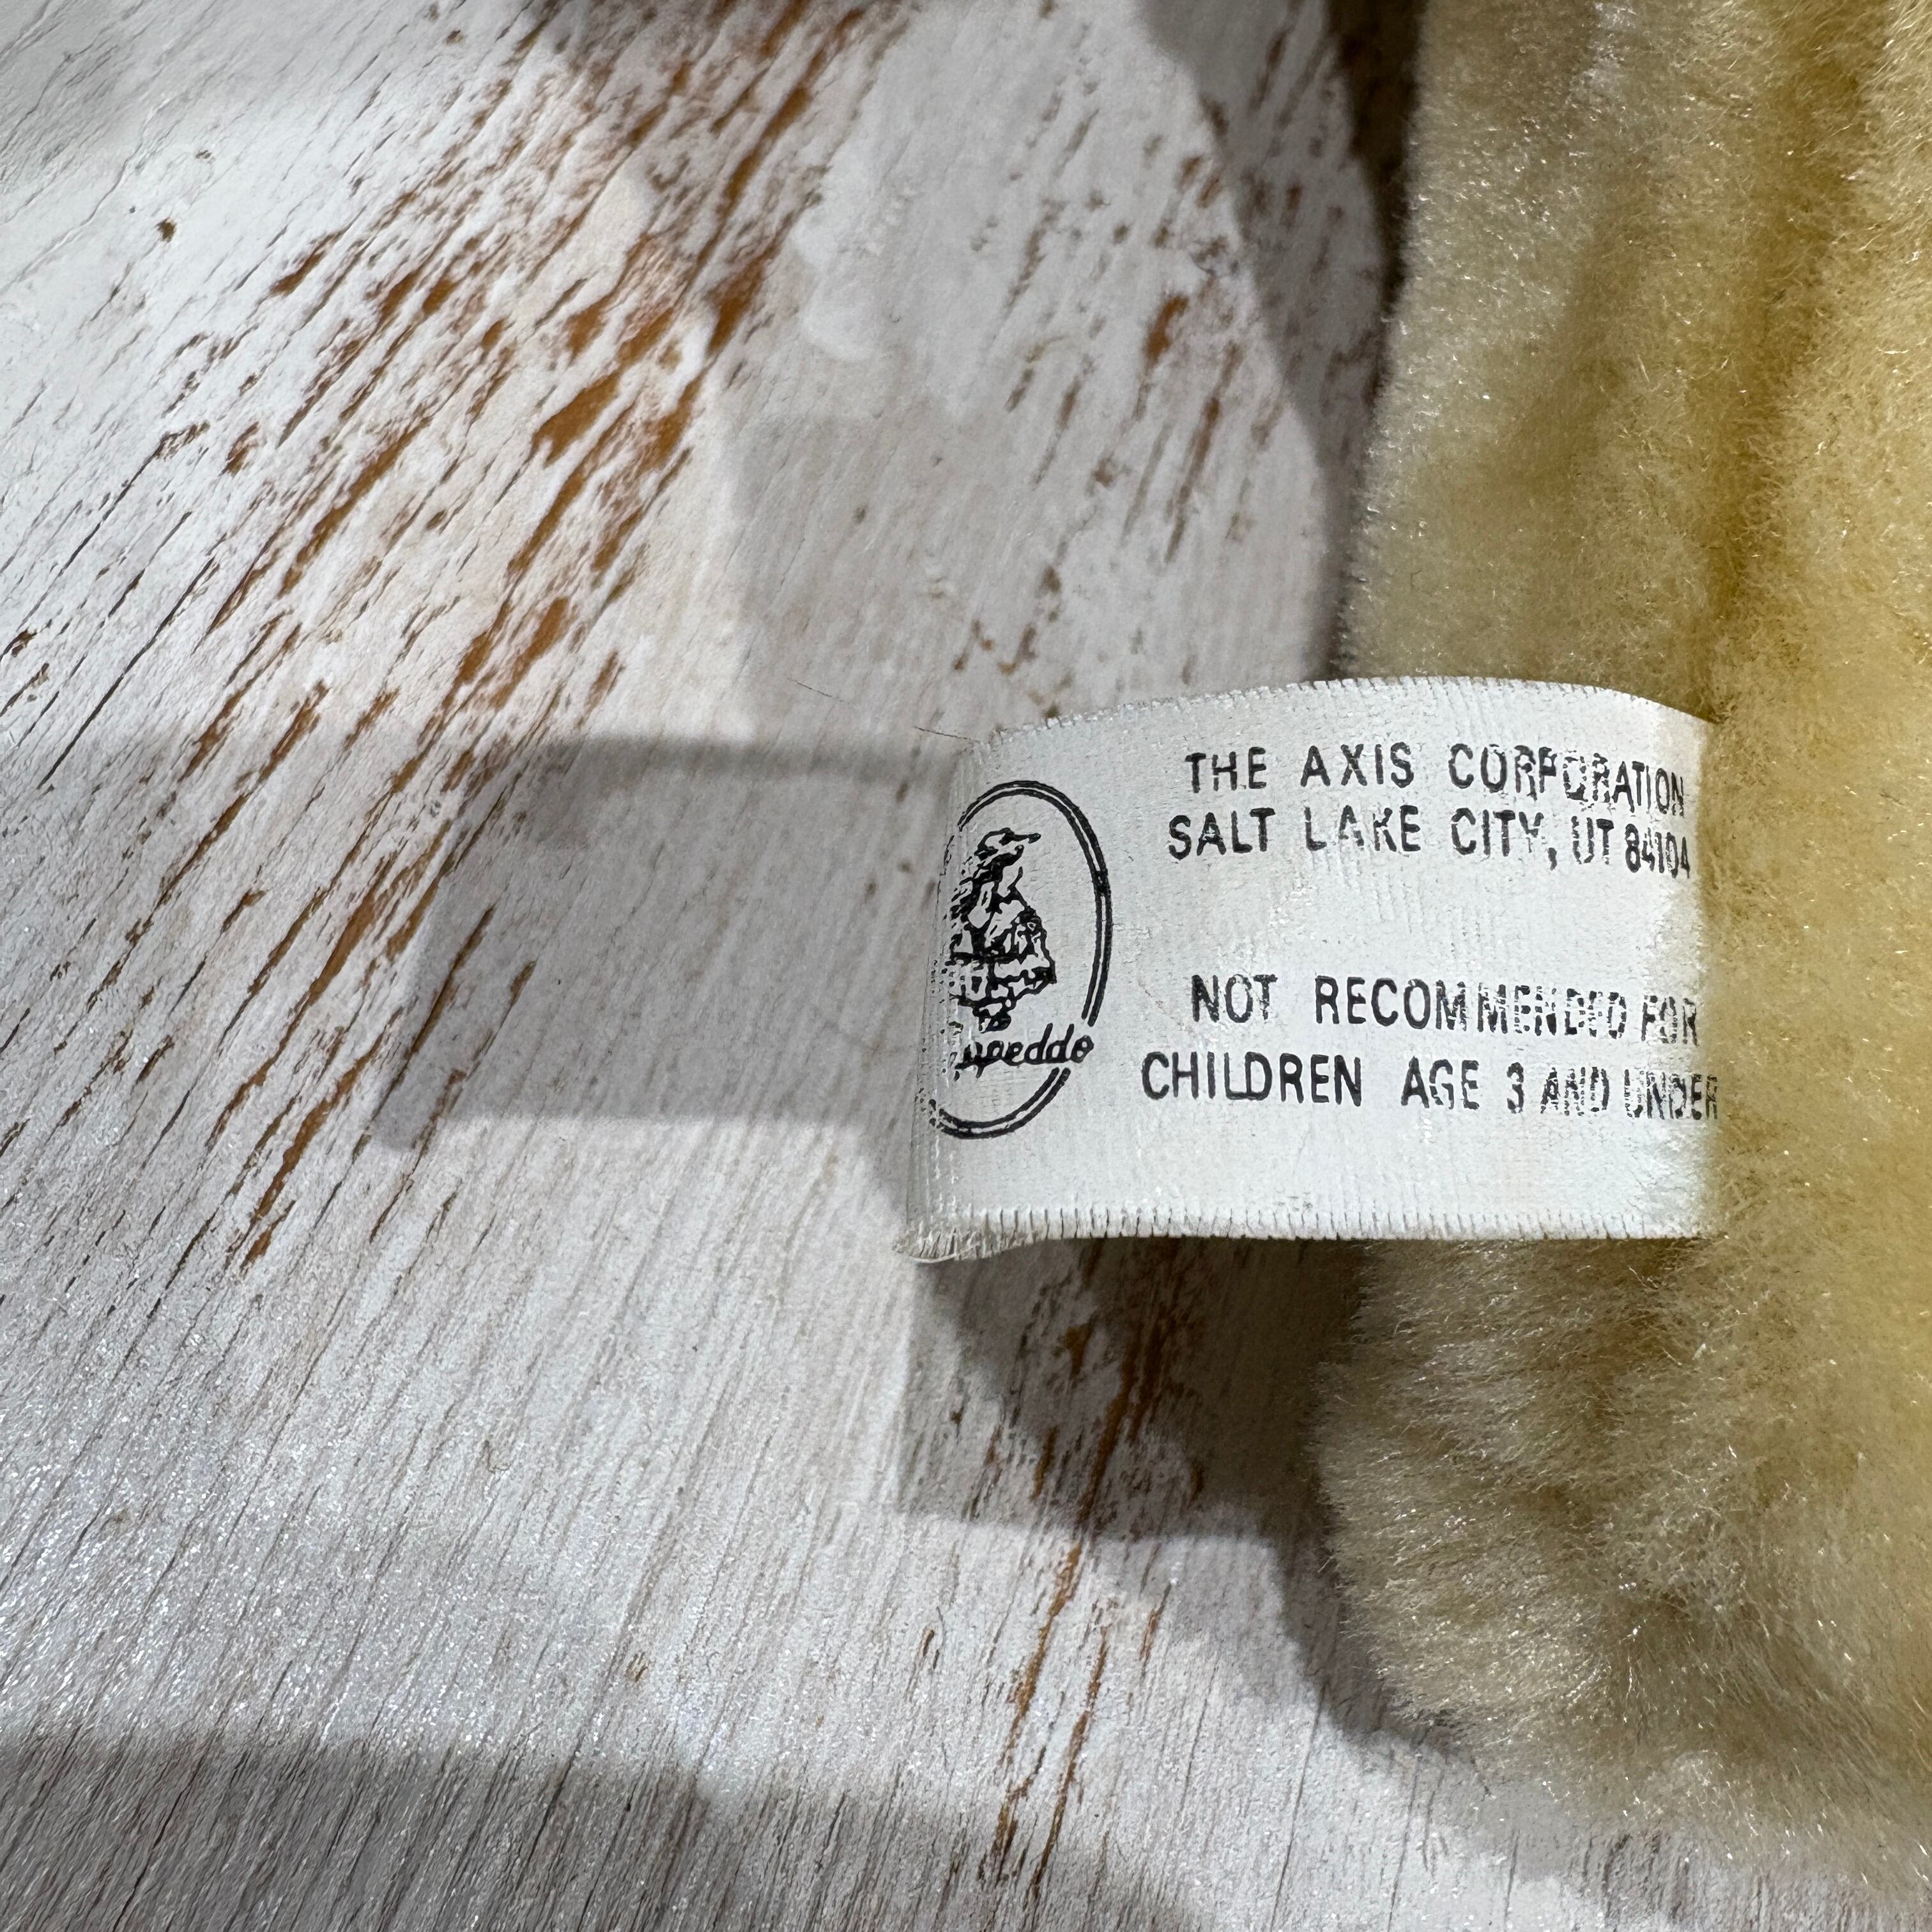 THE AXIS CORPORATION
SALT LAKE CITY, UT 84104
NOT RECOMMENDED FOR
CHILDREN AGE 3 AND UNDER